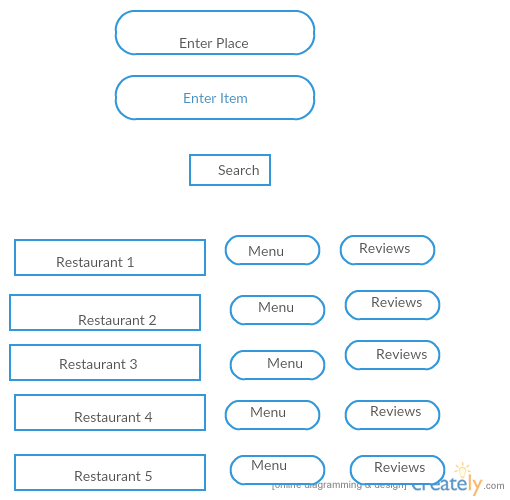 Enter Place
Enter Item
Search
Restaurant 1 Menu Reviews
Restaurant 2 Menu Reviews
Restaurant 3 Menu Reviews
Restaurant 4 Menu Reviews
Restaurant 5 Menu Reviews
[online diagramming & design] creately.com